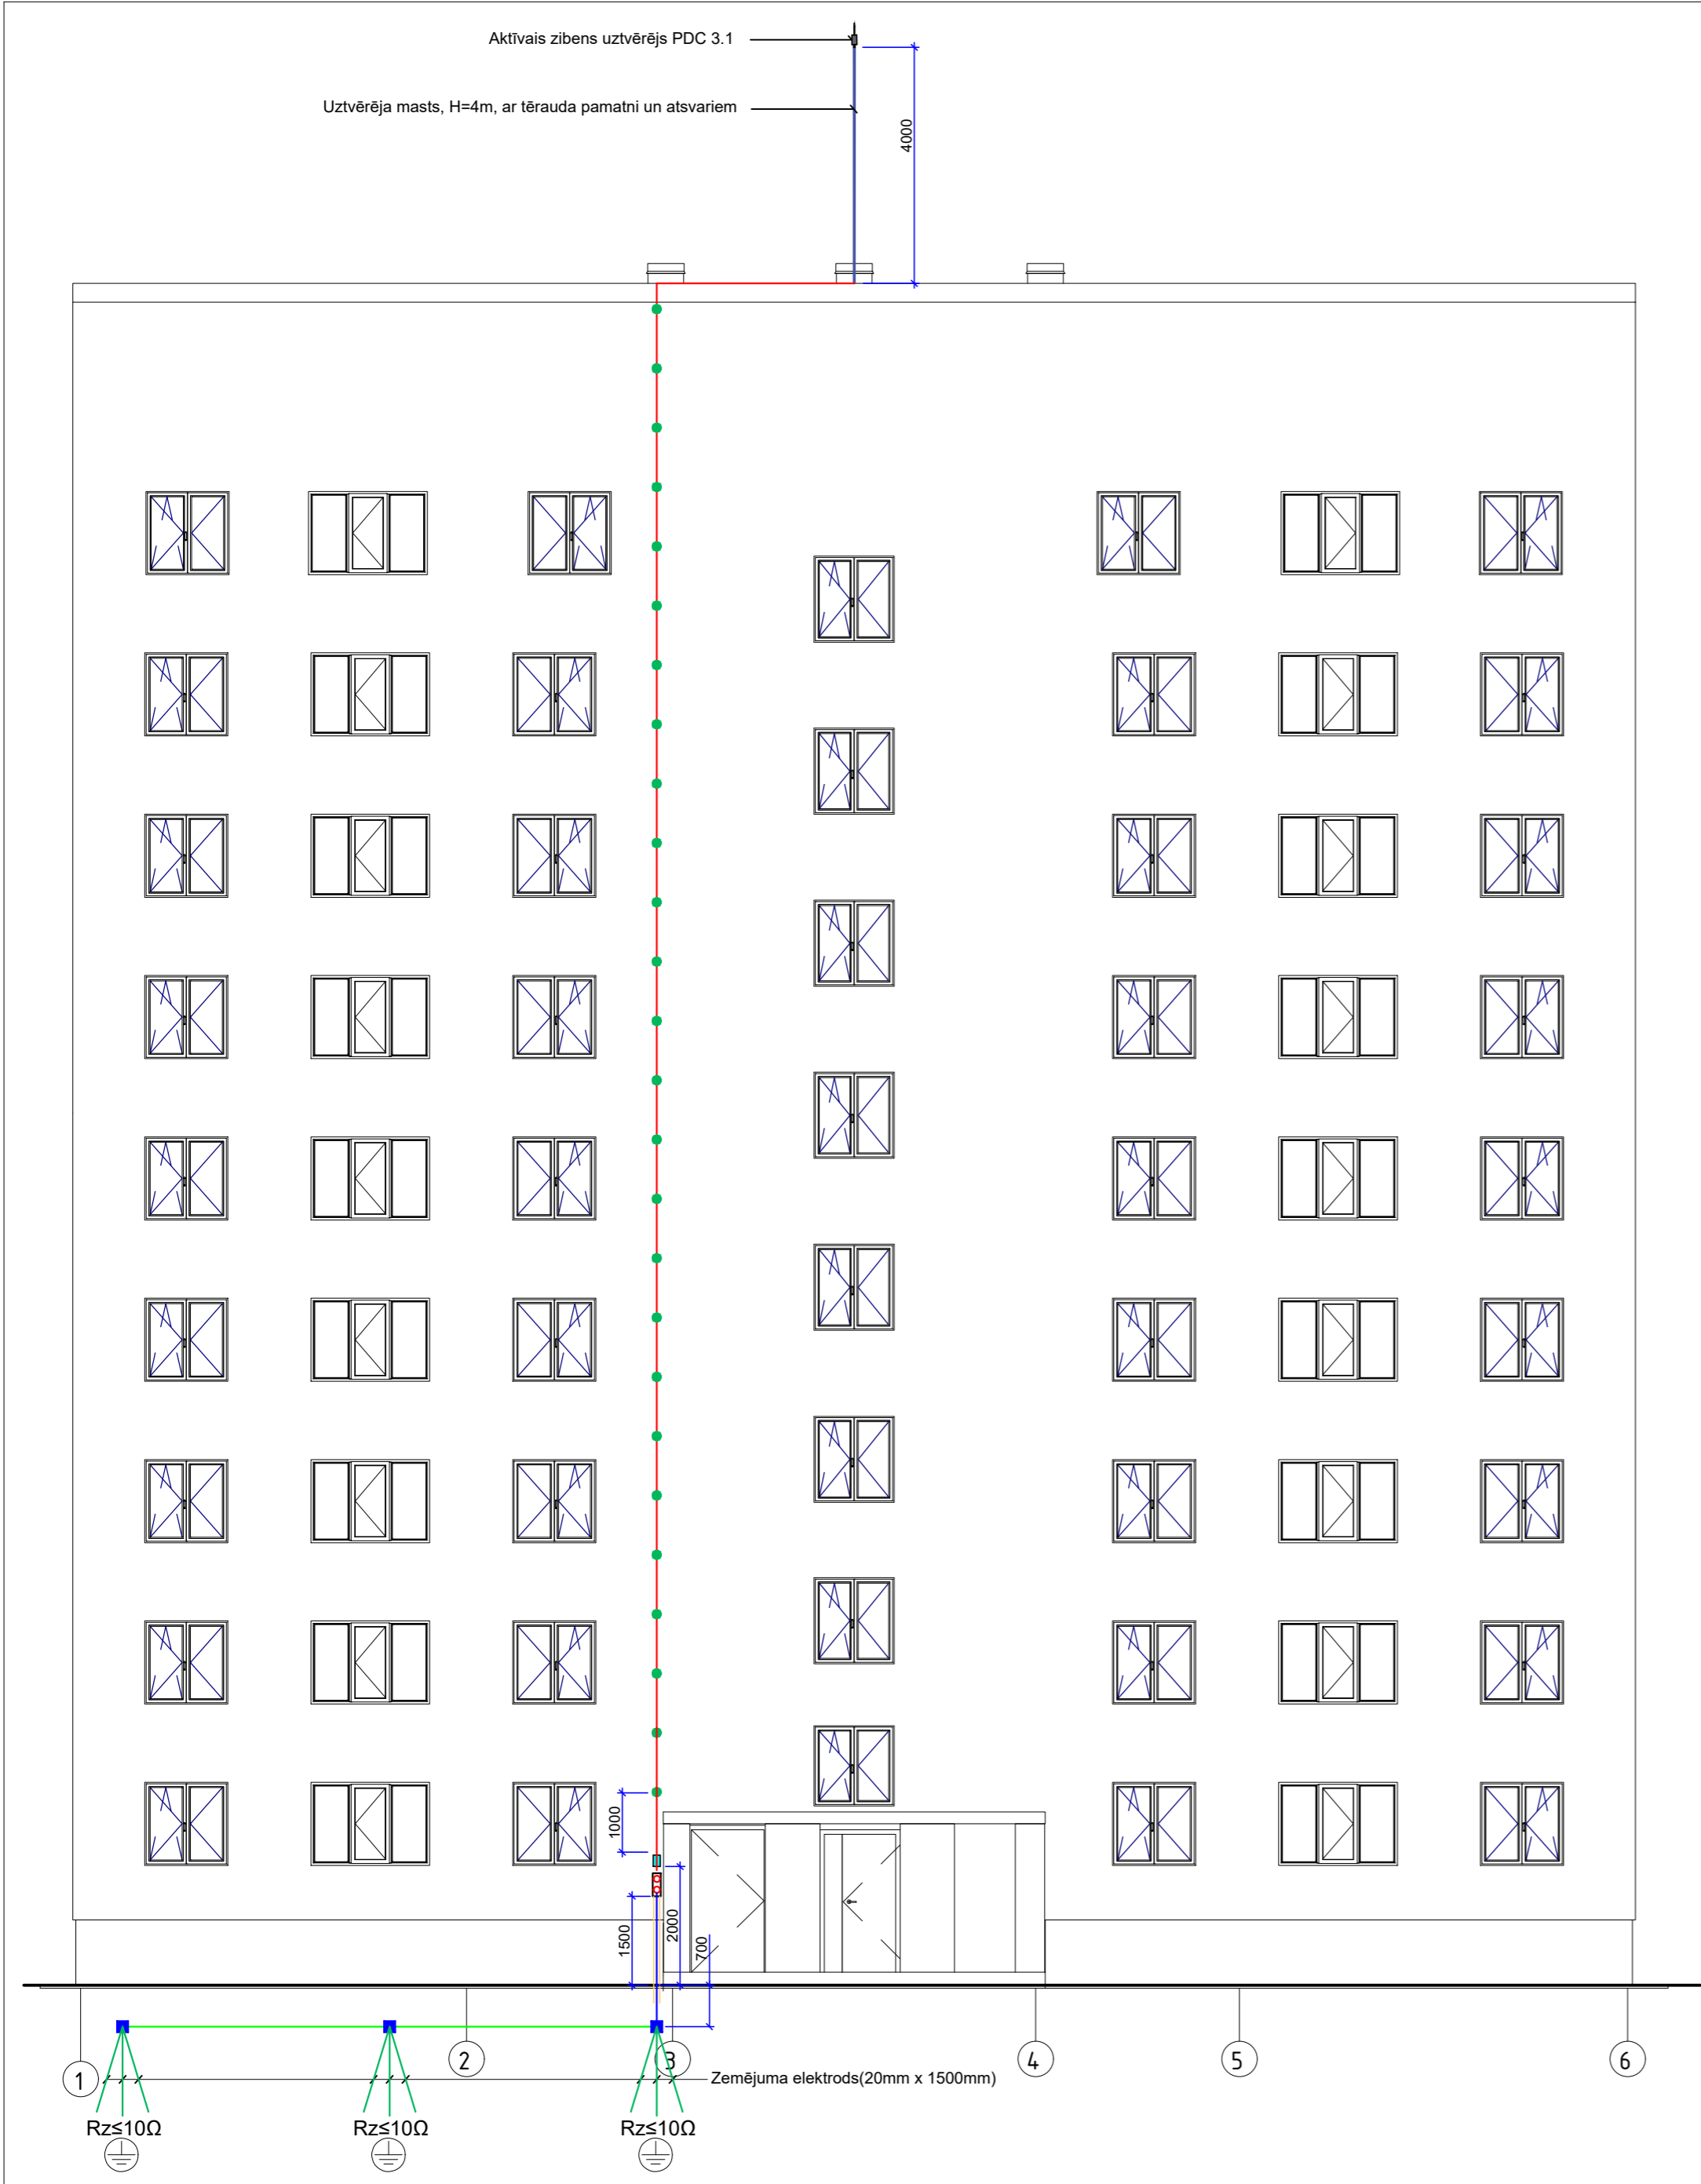 Aktīvais zibens uztvērējs PDC 3.1
Uztvērēja masts, H=4m, ar tērauda pamatni un atsvariem
4000
1000
1500
2000
700
1
2
3
4
5
6
Zemējuma elektrods(20mm x 1500mm)
Rz≤10Ω
Rz≤10Ω
Rz≤10Ω